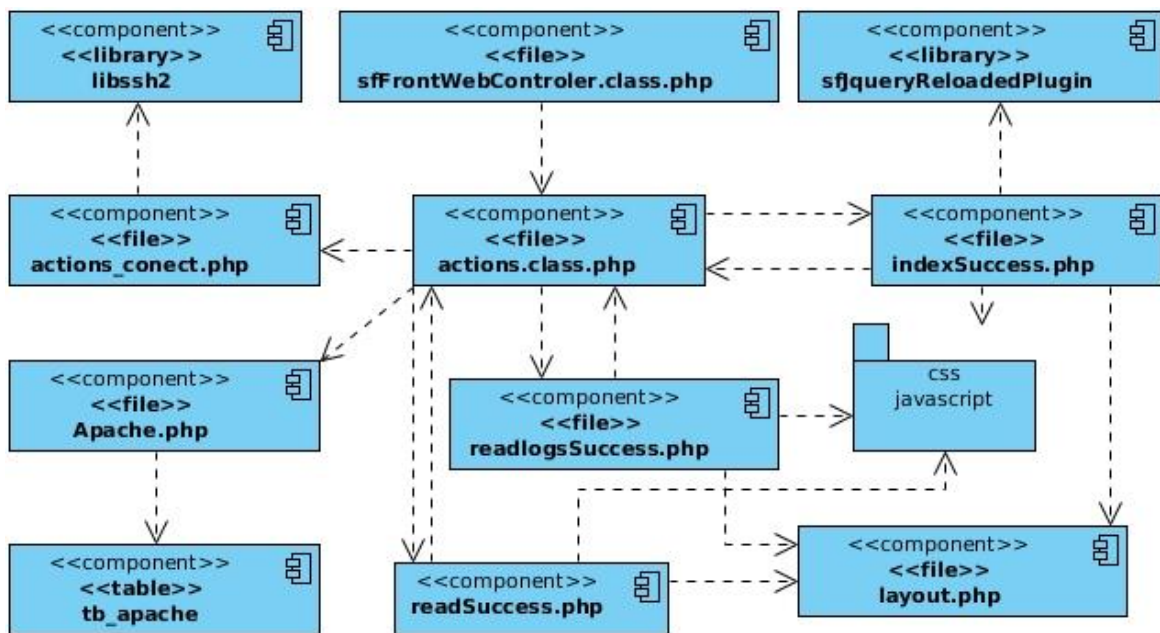 <<component>>
<<library>>
libssh2
<<component>>
<<file>>
sfFrontWebControler.class.php
<<component>>
<<library>>
sfJqueryReloadedPlugin
<<component>>
<<file>>
actions_conect.php
<<component>>
<<file>>
actions.class.php
<<component>>
<<file>>
indexSuccess.php
<<component>>
<<file>>
Apache.php
<<component>>
<<file>>
readlogsSuccess.php
css
javascript
<<component>>
<<table>>
tb_apache
<<component>>
readSuccess.php
<<component>>
<<file>>
layout.php